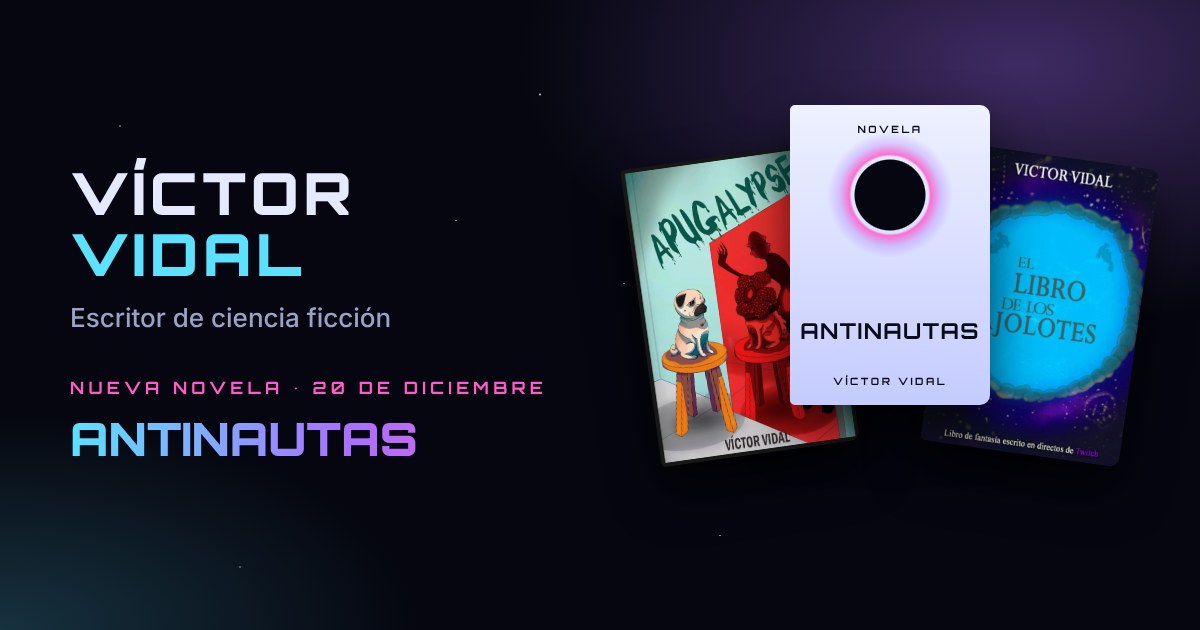 VÍCTOR
VIDAL
Escritor de ciencia ficción
NUEVA NOVELA · 20 DE DICIEMBRE
ANTINAUTAS
APUGALYPSE
VÍCTOR VIDAL
NOVELA
ANTINAUTAS
VÍCTOR VIDAL
VICTOR VIDAL
EL
LIBRO
DE LOS
JOLOTES
Libro de fantasía escrito en directos de Twitch